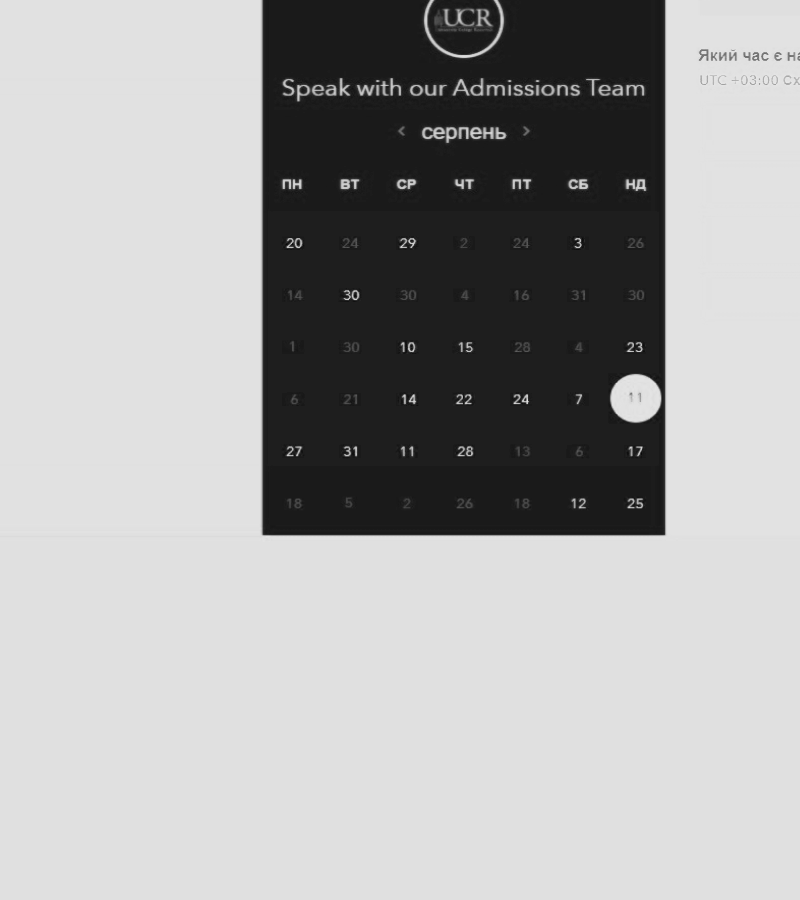 UCR
Speak with our Admissions Team
< серпень >
ПН ВТ СР ЧТ ПТ СБ НД
20 24 29 2 24 3 26
14 30 30 4 16 31 30
1 30 10 15 28 4 23
6 21 14 22 24 7 11
27 31 11 28 13 6 17
18 5 2 26 18 12 25
Який час є на
UTC +03:00 Сх